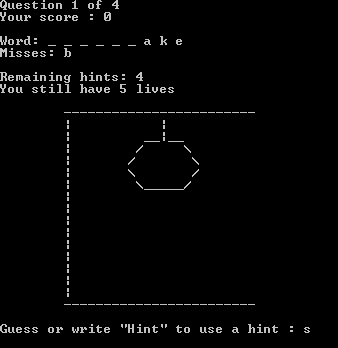 Question 1 of 4
Your score : 0
Word: _ _ _ _ _ _ a k e
Misses: b
Remaining hints: 4
You still have 5 lives
Guess or write "Hint" to use a hint : s